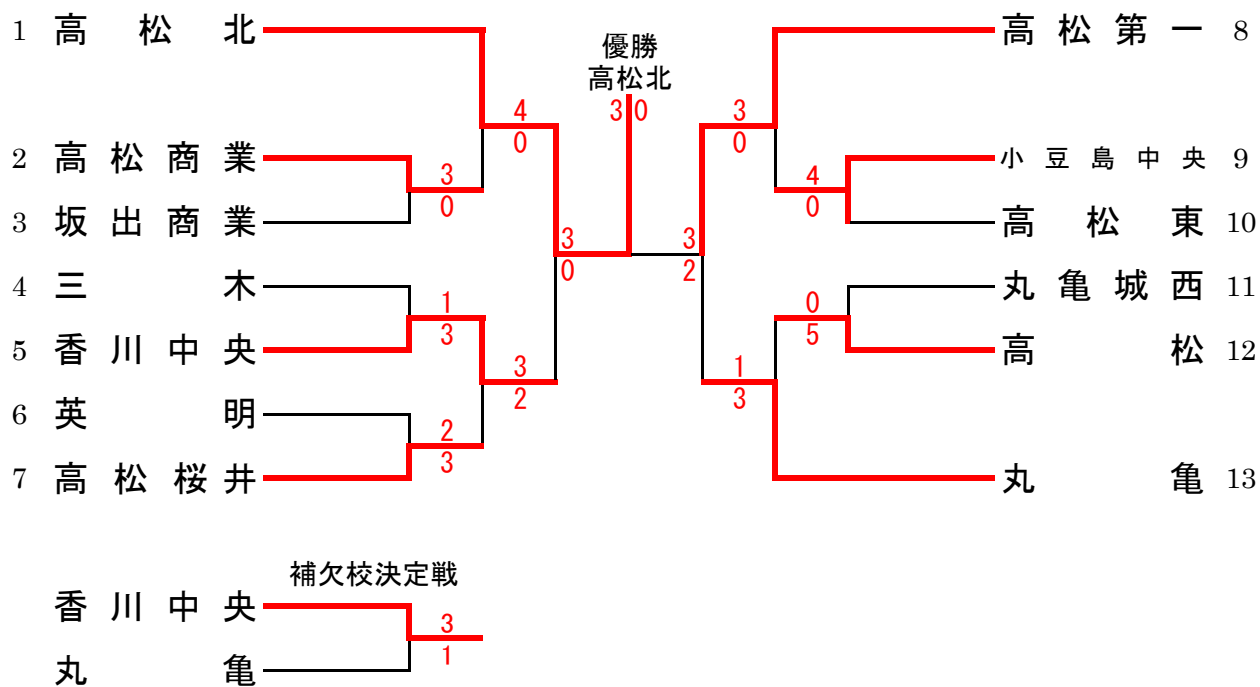 1 高松北
優勝
高松北
3 0
高松第一 8
4
0
3
0
2 高松商業
3
0
3 坂出商業
小豆島中央 9
4
0
高松東 10
3
0
3
2
4 三木
1
3
5 香川中央
丸亀城西 11
0
5
高松 12
3
2
1
3
6 英明
2
3
7 高松桜井
丸亀 13
補欠校決定戦
香川中央
3
1
丸亀